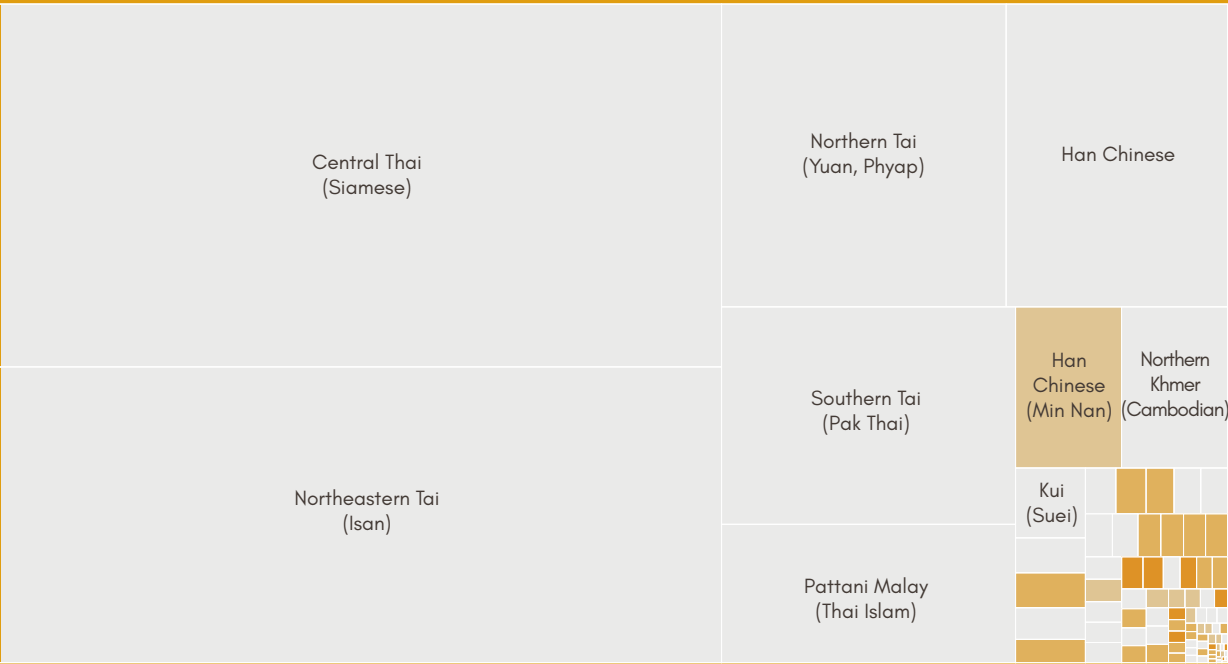 Central Thai
(Siamese)
Northern Tai
(Yuan, Phyap)
Han Chinese
Northeastern Tai
(Isan)
Southern Tai
(Pak Thai)
Han
Chinese
(Min Nan)
Northern
Khmer
(Cambodian)
Kui
(Suei)
Pattani Malay
(Thai Islam)